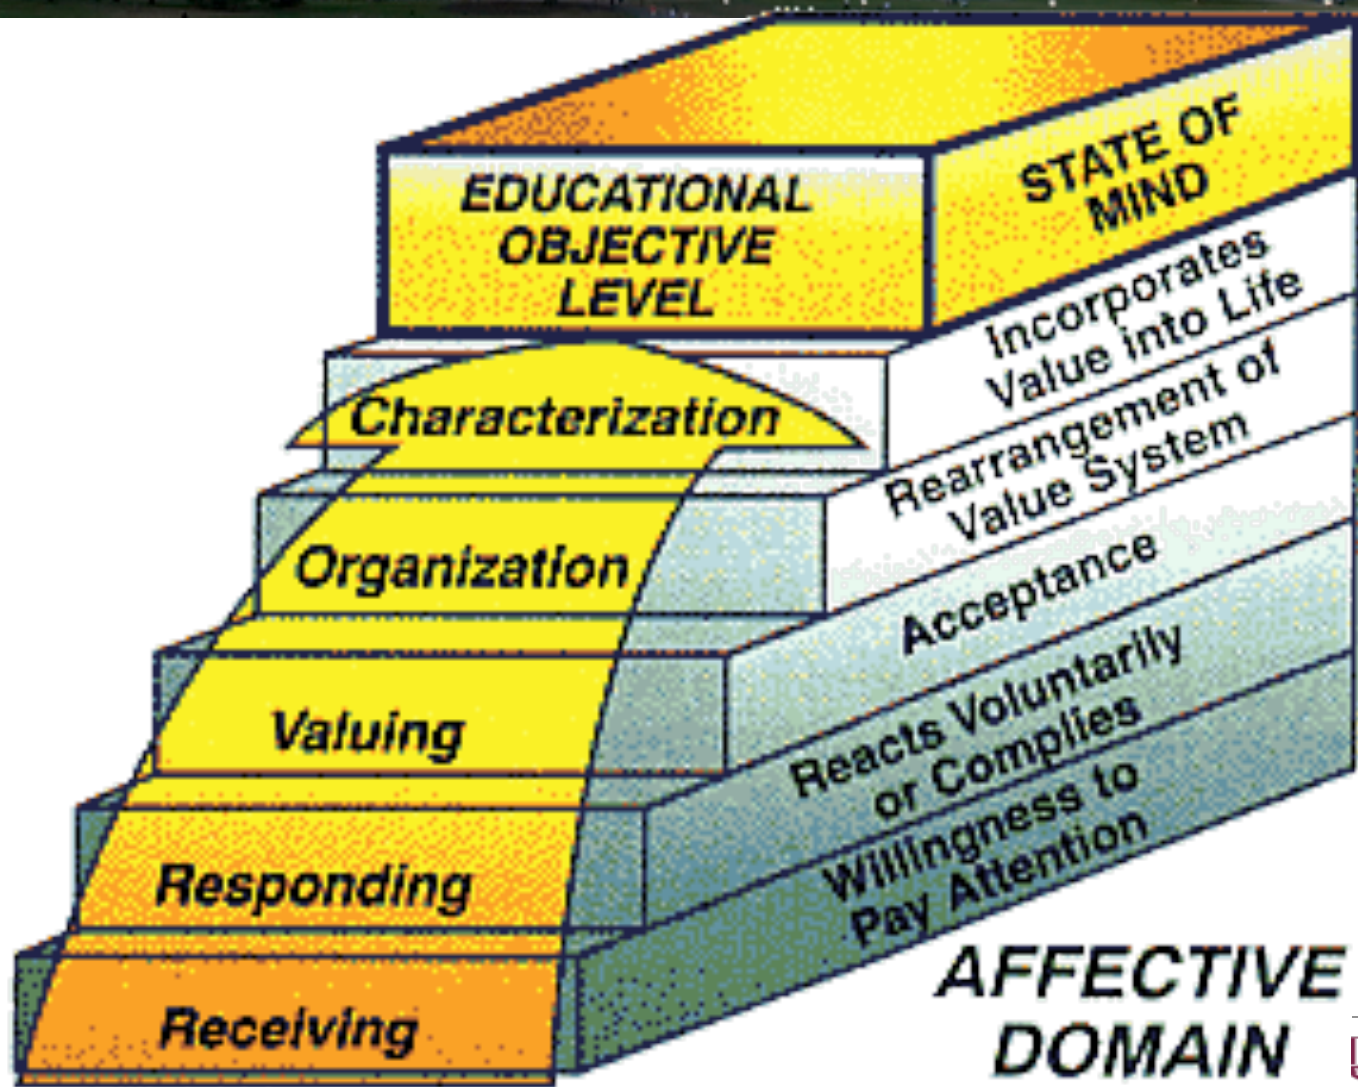 EDUCATIONAL
OBJECTIVE
LEVEL
STATE OF
MIND
Characterization
Incorporates
Value into Life
Organization
Rearrangement of
Value System
Valuing
Acceptance
Responding
Reacts Voluntarily
or Complies
Receiving
Willingness to
Pay Attention
AFFECTIVE
DOMAIN